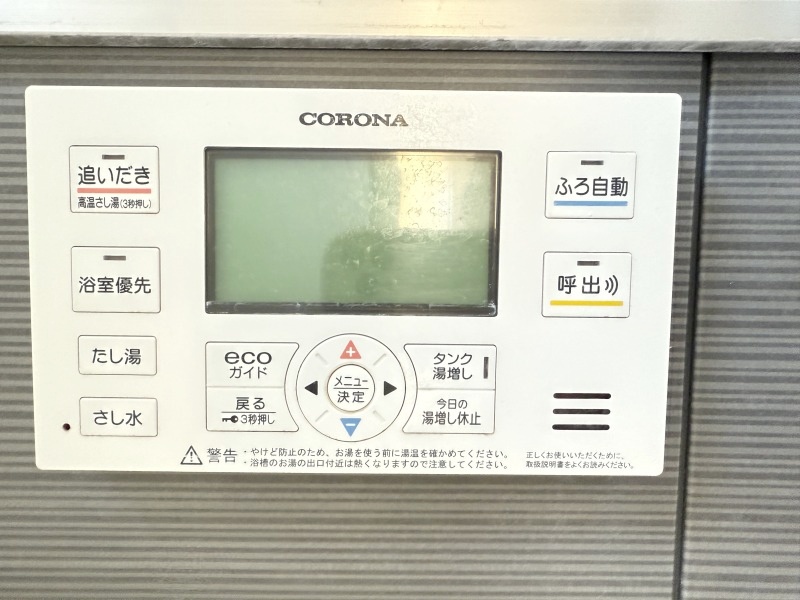 CORONA
追いだき
高温さし湯(3秒押し)
ふろ自動
浴室優先
呼出
たし湯
さし水
eco
ガイド
戻る
3秒押し
+
メニュー
決定
-
タンク
湯増し
今日の
湯増し休止
警告
・やけど防止のため、お湯を使う前に湯温を確かめてください。
・浴槽のお湯の出口付近は熱くなりますので注意してください。
正しくお使いいただくために、
取扱説明書をよくお読みください。